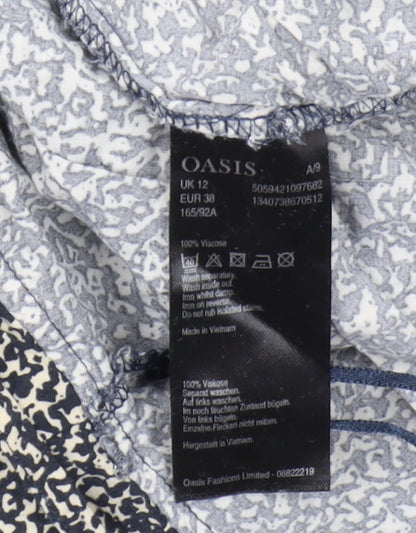 OASIS
A/9
UK 12
5059421097682
EUR 38
1340738670512
165/92A
100% Viscose
40
Wash separately.
Wash inside out.
Iron whilst damp.
Iron on reverse.
Do not rub isolated stains.
Made in Vietnam
100% Viskose
Separat waschen.
Auf links waschen.
Im noch feuchten Zustand bügeln.
Von links bügeln.
Einzelne Flecken nicht reiben.
Hergestellt in Vietnam
Oasis Fashions Limited - 06822219